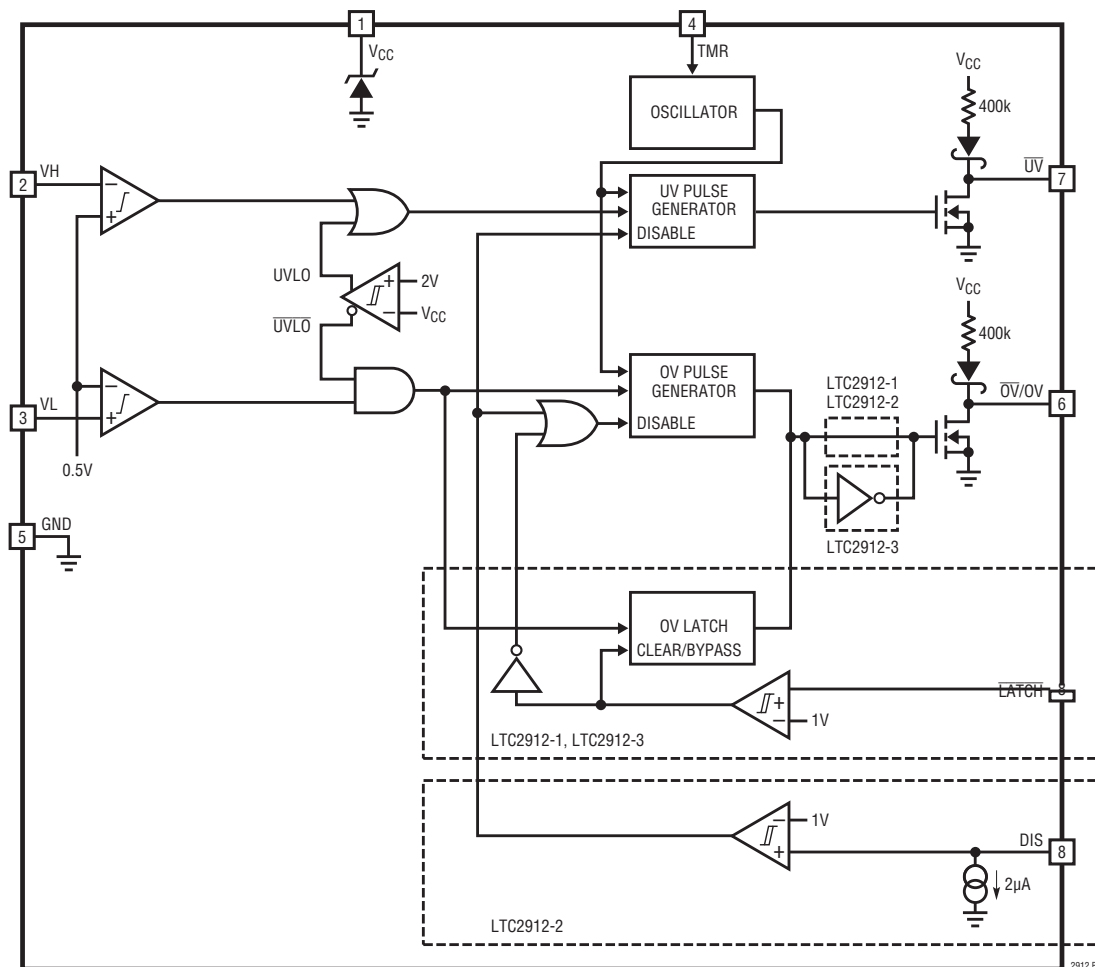 1
VCC
4
TMR
OSCILLATOR
VCC
400k
2
VH
−
+
UV PULSE
GENERATOR
DISABLE
UV
7
UVLO
+
−
2V
VCC
UVLO
VCC
400k
3
VL
−
+
0.5V
OV PULSE
GENERATOR
DISABLE
LTC2912-1
LTC2912-2
OV/OV
6
LTC2912-3
5
GND
OV LATCH
CLEAR/BYPASS
LATCH
+
−
1V
LTC2912-1, LTC2912-3
−
+
1V
DIS
8
2µA
LTC2912-2